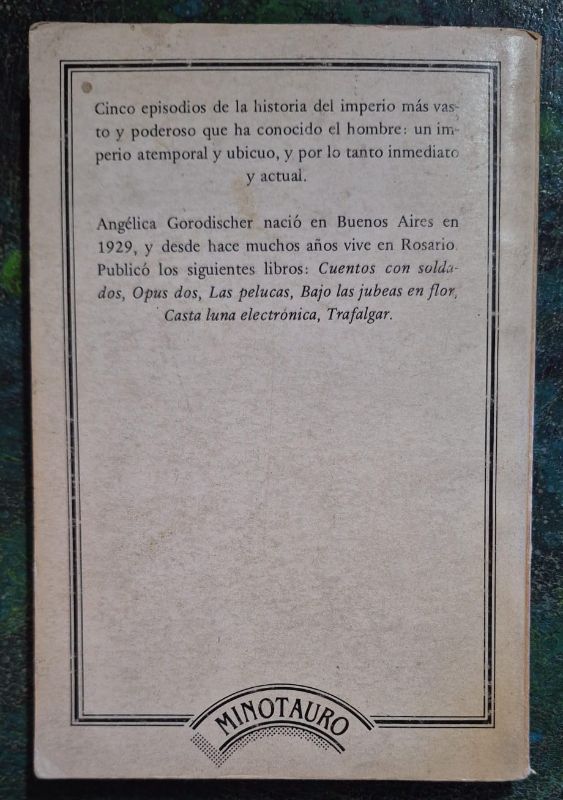 Cinco episodios de la historia del imperio más vas-
to y poderoso que ha conocido el hombre: un im-
perio atemporal y ubicuo, y por lo tanto inmediato
y actual.
Angélica Gorodischer nació en Buenos Aires en
1929, y desde hace muchos años vive en Rosario.
Publicó los siguientes libros: Cuentos con solda-
dos, Opus dos, Las pelucas, Bajo las jubeas en flor,
Casta luna electrónica, Trafalgar.
MINOTAURO